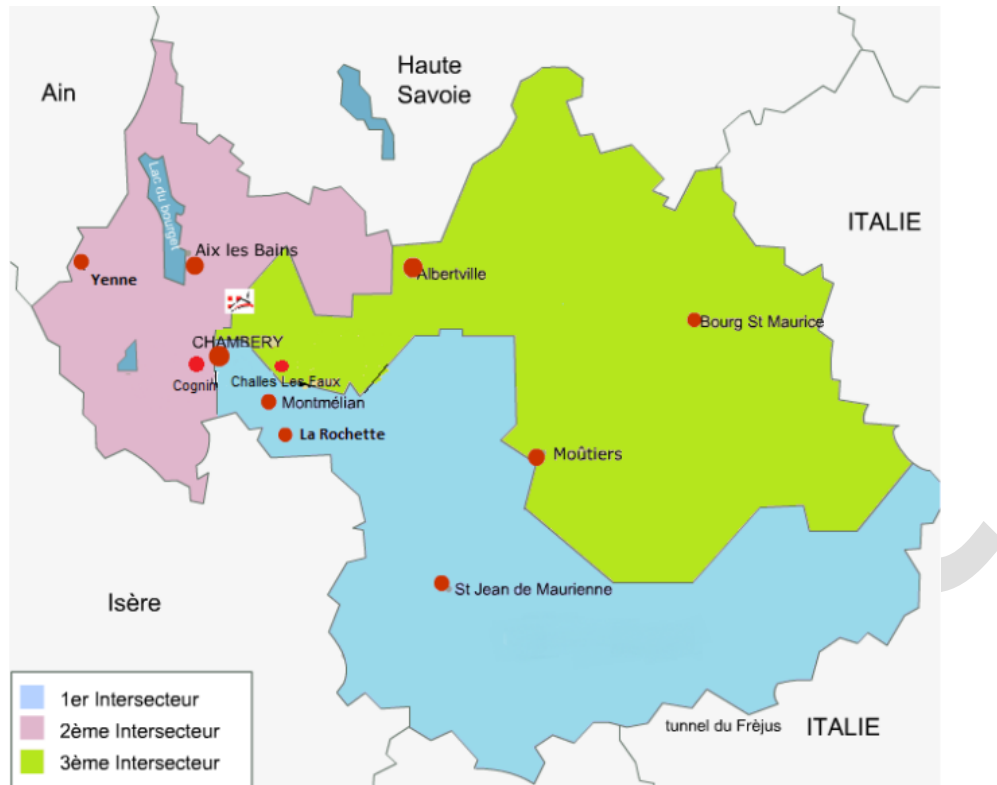 Haute
Savoie
Ain
Lac du bourget
ITALIE
Aix les Bains
Yenne
Albertville
Bourg St Maurice
CHAMBERY
Cognin
Challes Les Eaux
Montmélian
La Rochette
Moûtiers
St Jean de Maurienne
Isère
1er Intersecteur
2ème Intersecteur
3ème Intersecteur
tunnel du Frèjus
ITALIE